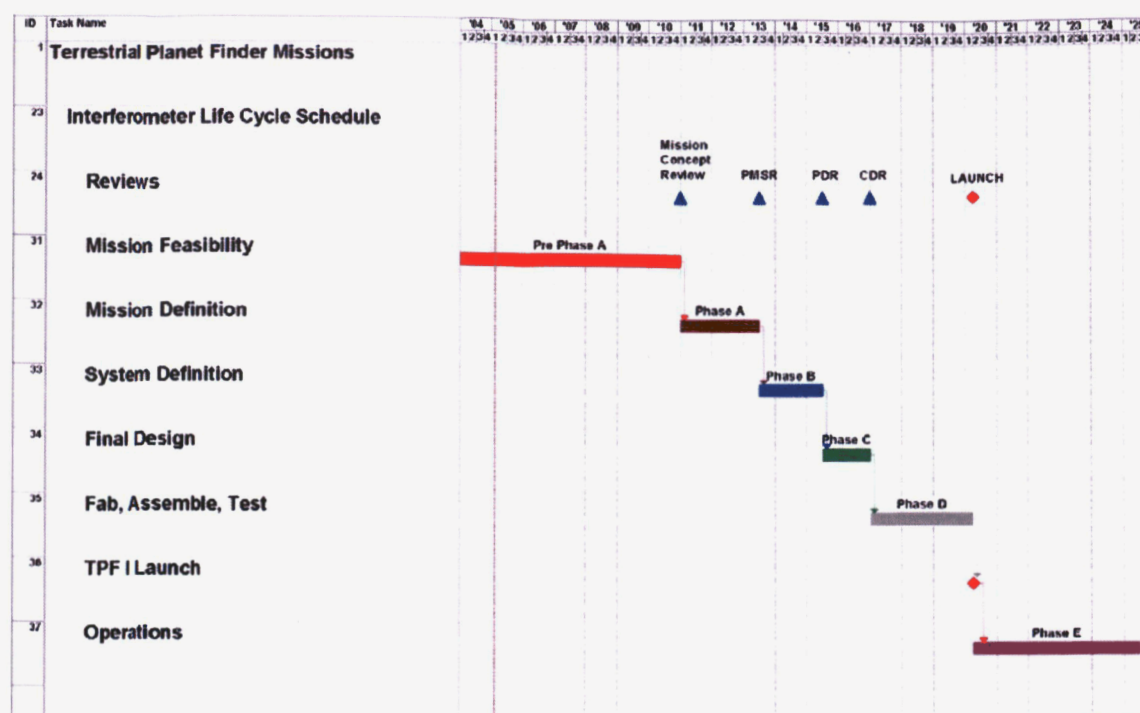 ID Task Name '04 '05 '06 '07 '08 '09 '10 '11 '12 '13 '14 '15 '16 '17 '18 '19 '20 '21 '22 '23 '24
1 Terrestrial Planet Finder Missions
23 Interferometer Life Cycle Schedule
Mission
Concept
24 Reviews Review PMSR PDR CDR LAUNCH
31 Mission Feasibility Pre Phase A
32 Mission Definition Phase A
33 System Definition Phase B
34 Final Design Phase C
35 Fab, Assemble, Test Phase D
36 TPF I Launch
37 Operations Phase E